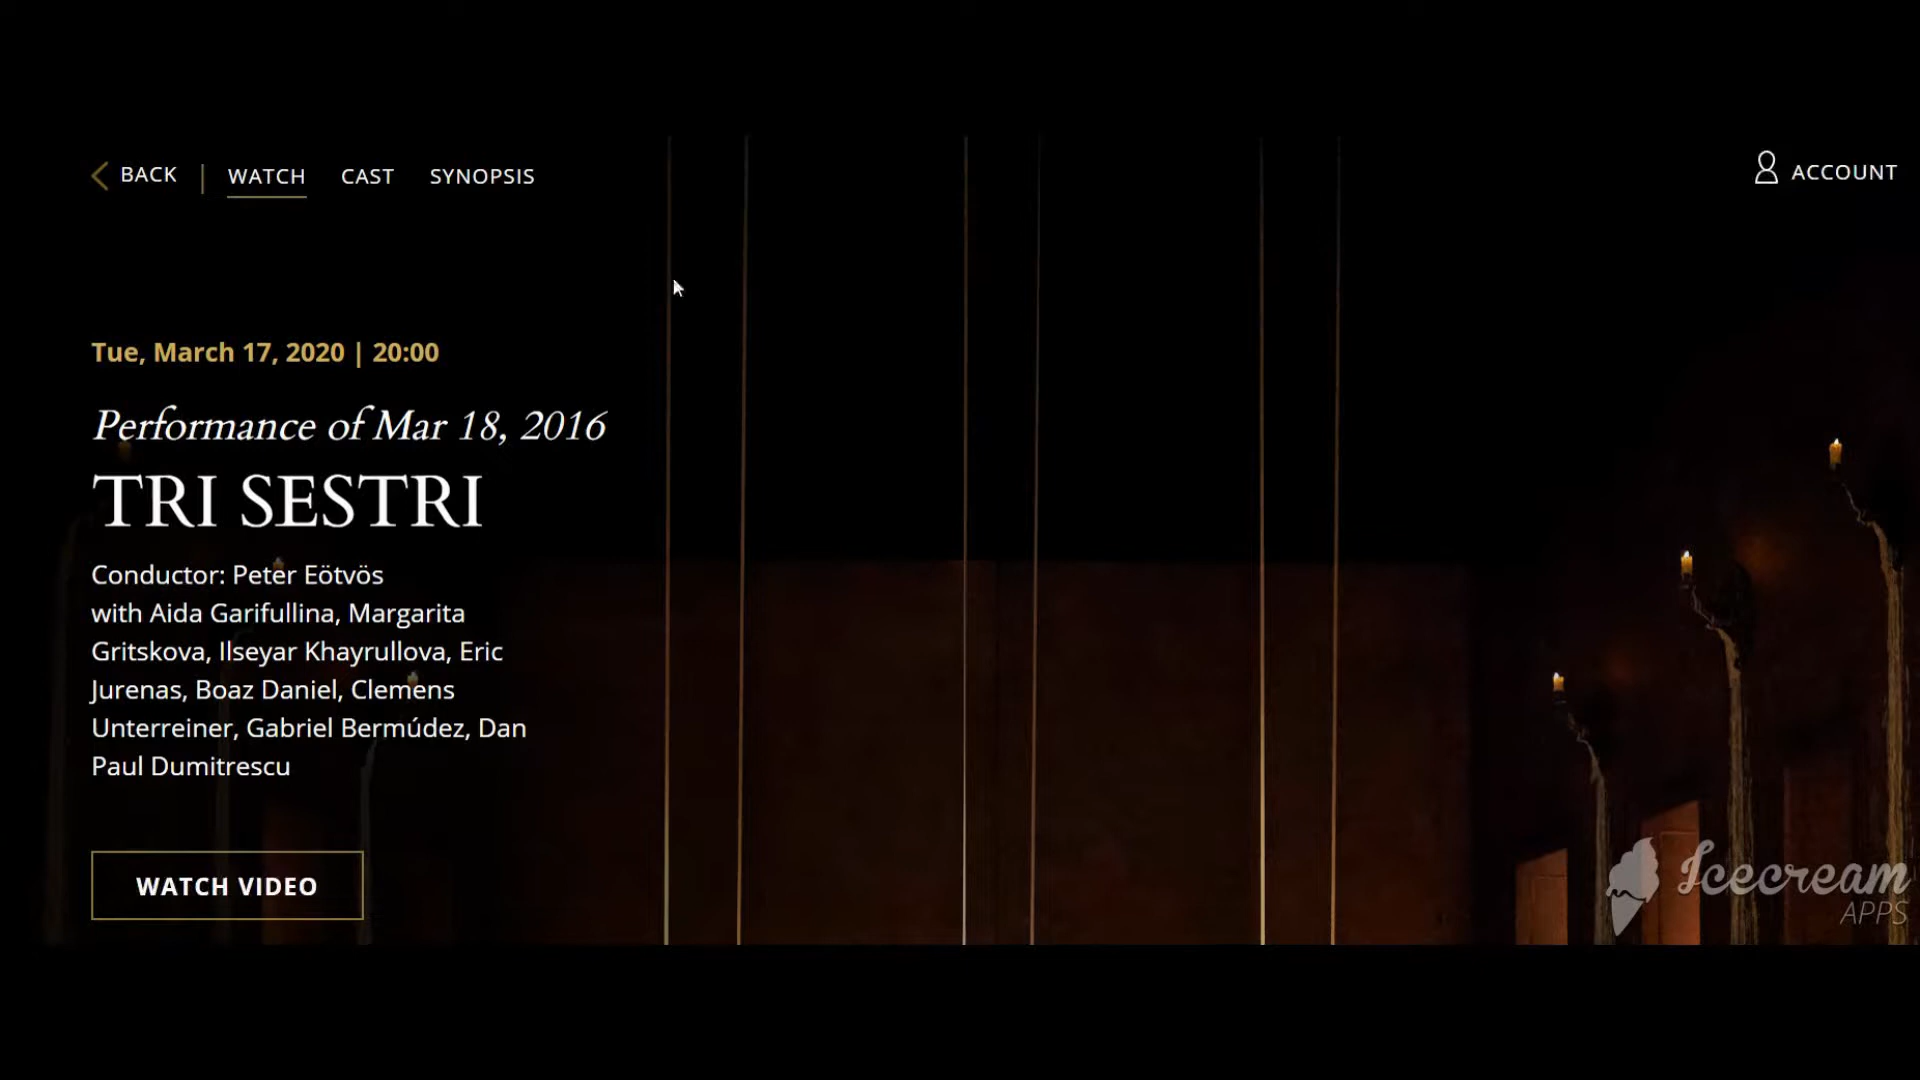 BACK | WATCH CAST SYNOPSIS
ACCOUNT
Tue, March 17, 2020 | 20:00
Performance of Mar 18, 2016
TRI SESTRI
Conductor: Peter Eötvös
with Aida Garifullina, Margarita
Gritskova, Ilseyar Khayrullova, Eric
Jurenas, Boaz Daniel, Clemens
Unterreiner, Gabriel Bermúdez, Dan
Paul Dumitrescu
WATCH VIDEO
Icecream
APPS